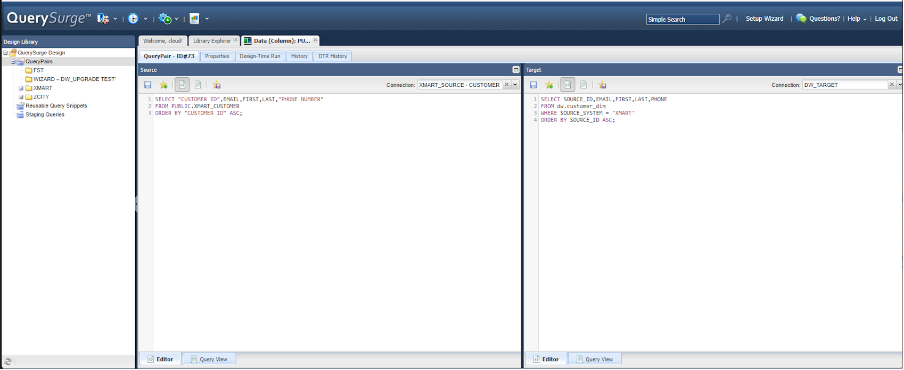 QuerySurge™
Simple Search
Setup Wizard
Questions?
Help
Log Out
Design Library
Welcome, cloud!
Library Explorer
Data (Column): PU...
QuerySurge Design
QueryPairs
FST
WIZARD - DW_UPGRADE TEST'
XMART
ZCITY
Reusable Query Snippets
Staging Queries
QueryPair - ID#73
Properties
Design-Time Run
History
DTR History
Source
Connection: XMART_SOURCE - CUSTOMER
1 SELECT "CUSTOMER ID",EMAIL,FIRST,LAST,"PHONE NUMBER"
2 FROM PUBLIC.XMART_CUSTOMER
3 ORDER BY "CUSTOMER ID" ASC;
Editor
Query View
Target
Connection: DW_TARGET
1 SELECT SOURCE_ID,EMAIL,FIRST,LAST,PHONE
2 FROM dw.customer_dim
3 WHERE SOURCE_SYSTEM = 'XMART'
4 ORDER BY SOURCE_ID ASC;
Editor
Query View